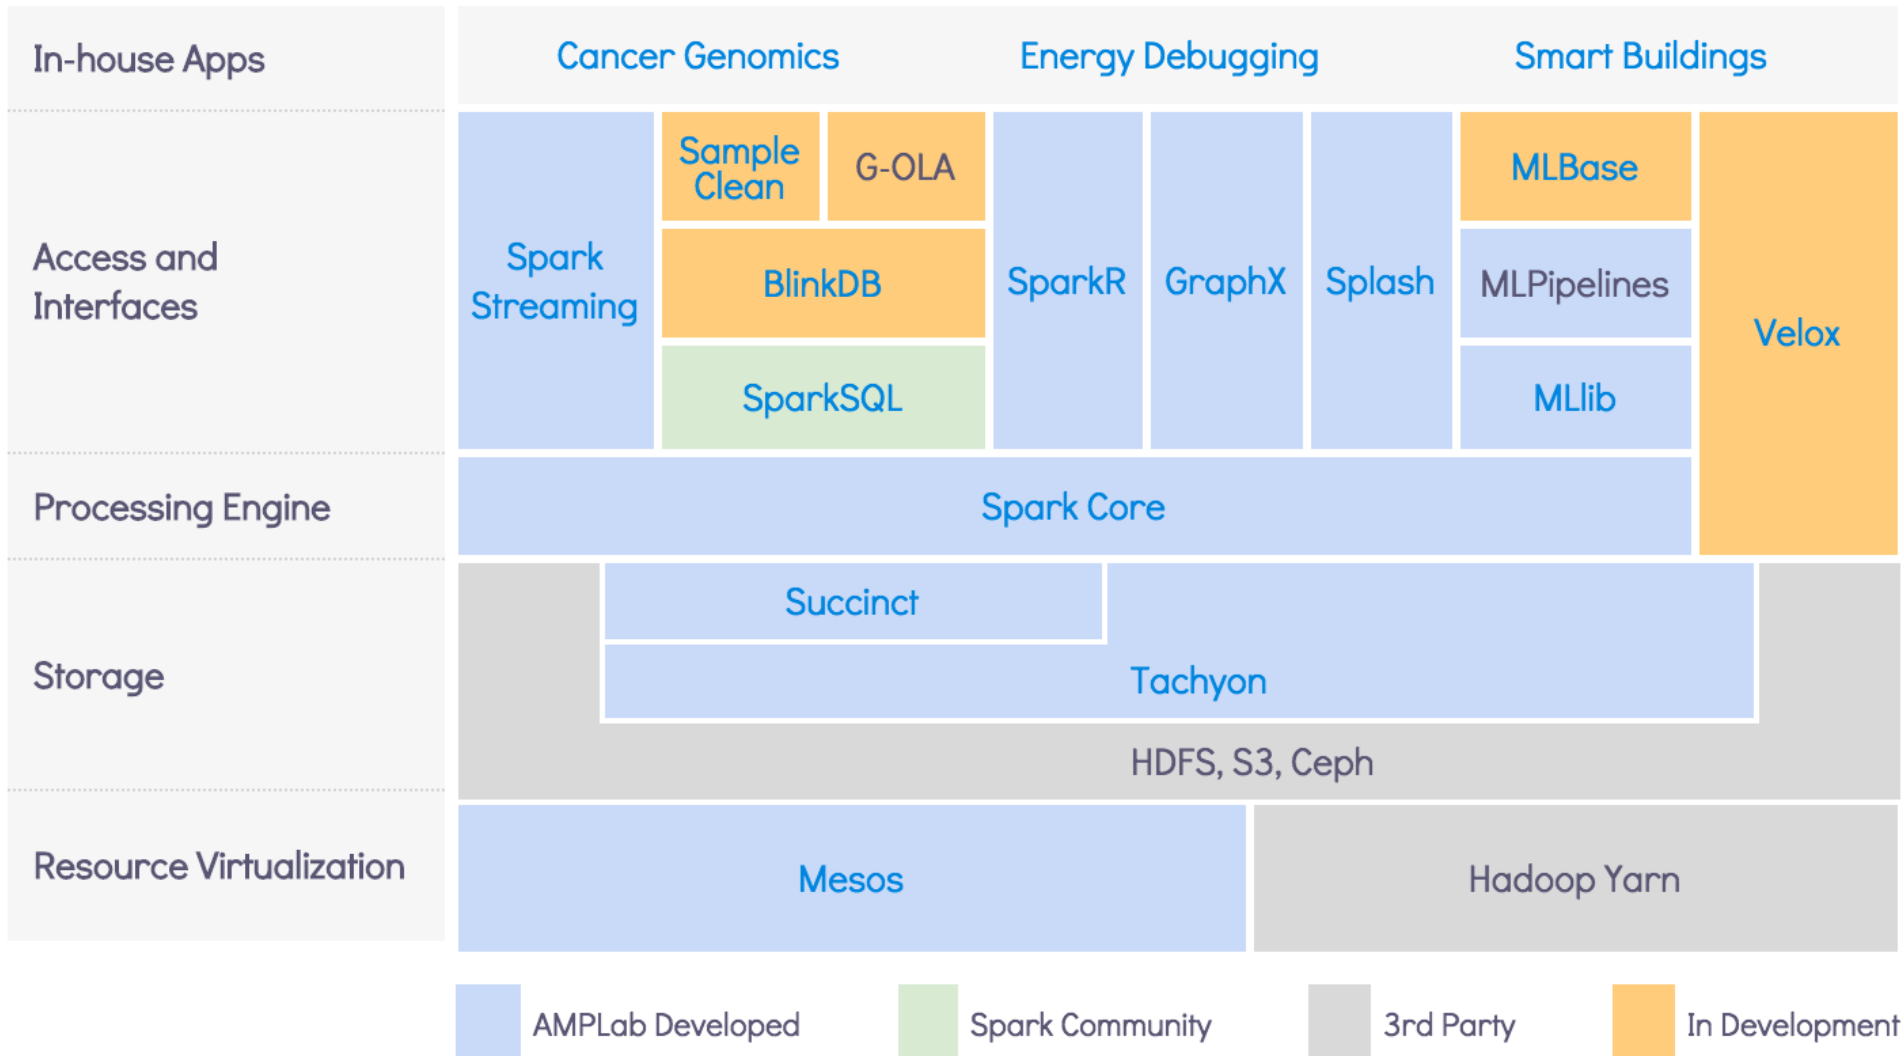 In-house Apps
Cancer Genomics
Energy Debugging
Smart Buildings
Access and
Interfaces
Spark
Streaming
Sample
Clean
G-OLA
BlinkDB
SparkSQL
SparkR
GraphX
Splash
MLBase
MLPipelines
MLlib
Velox
Processing Engine
Spark Core
Storage
Succinct
Tachyon
HDFS, S3, Ceph
Resource Virtualization
Mesos
Hadoop Yarn
AMPLab Developed
Spark Community
3rd Party
In Development